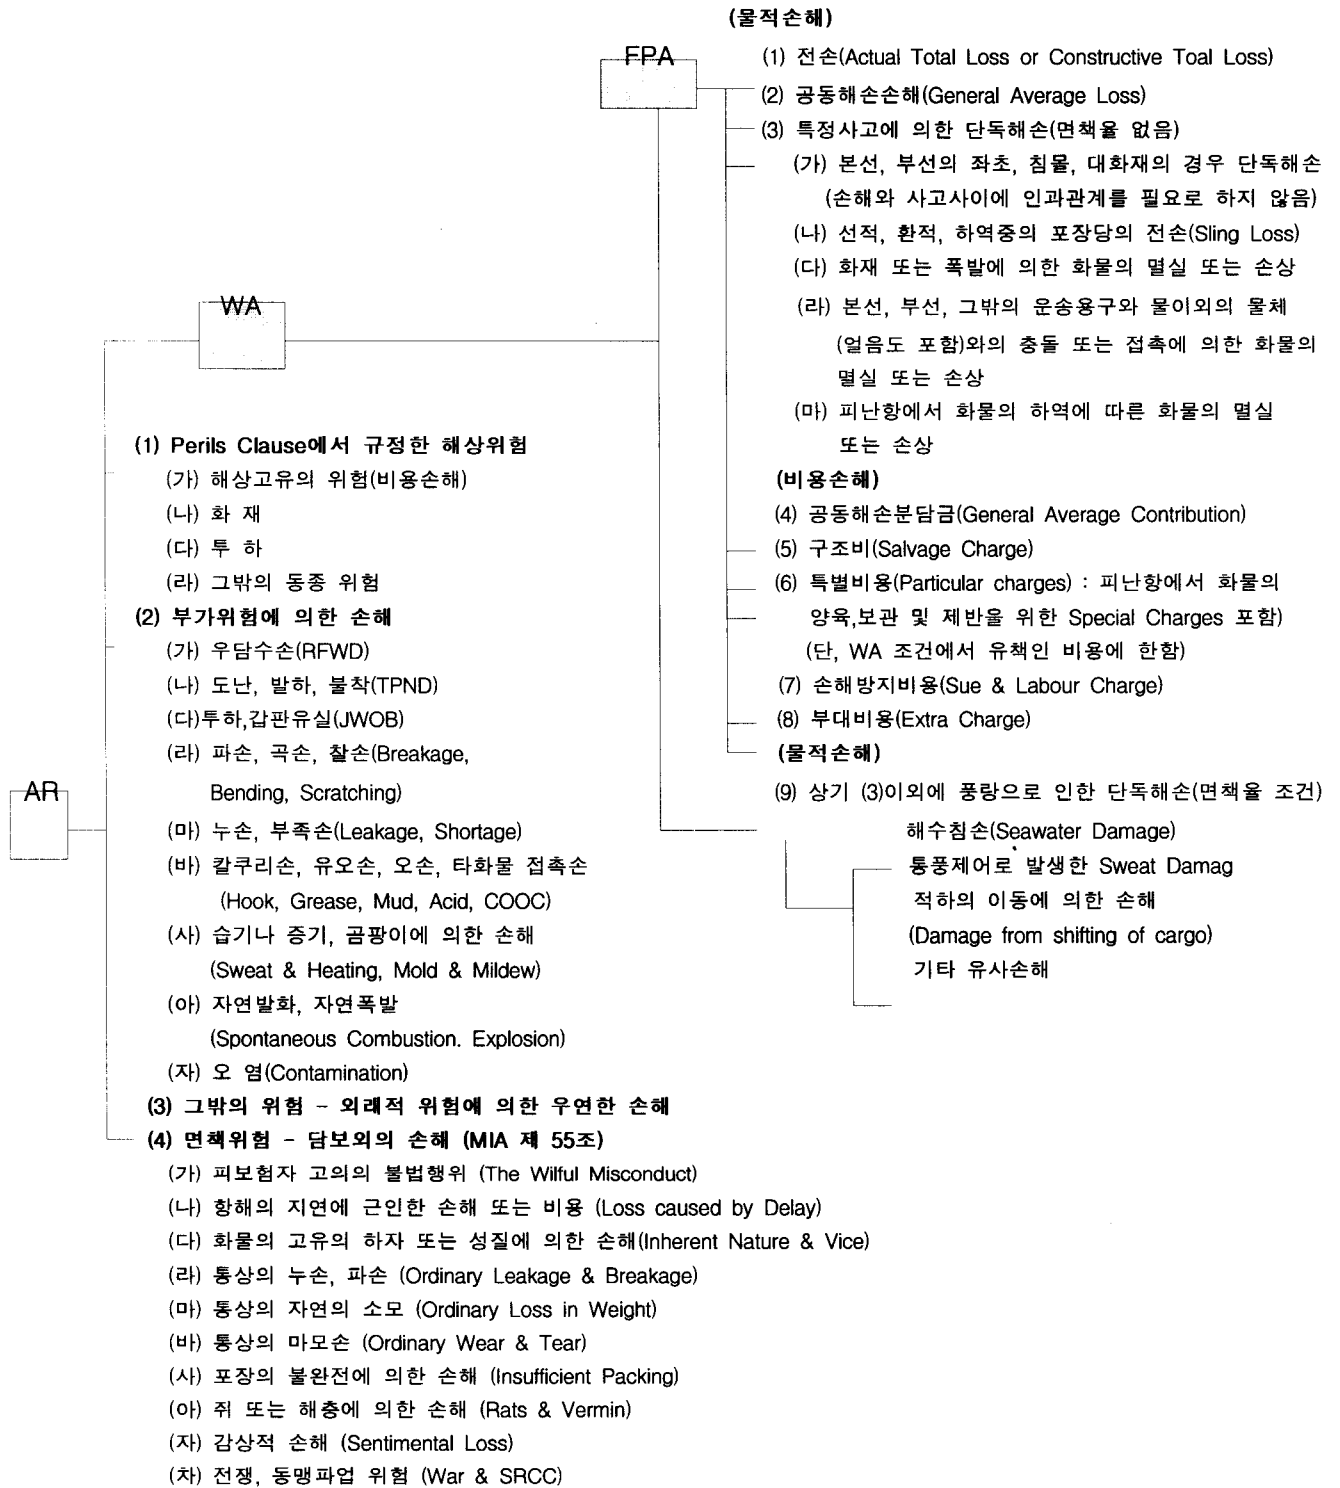 (물적손해)
FPA
(1) 전손(Actual Total Loss or Constructive Toal Loss)
(2) 공동해손손해(General Average Loss)
(3) 특정사고에 의한 단독해손(면책율 없음)
(가) 본선, 부선의 좌초, 침몰, 대화재의 경우 단독해손
(손해와 사고사이에 인과관계를 필요로 하지 않음)
(나) 선적, 환적, 하역중의 포장당의 전손(Sling Loss)
(다) 화재 또는 폭발에 의한 화물의 멸실 또는 손상
(라) 본선, 부선, 그밖의 운송용구와 물이외의 물체
(얼음도 포함)와의 충돌 또는 접촉에 의한 화물의
멸실 또는 손상
(마) 피난항에서 화물의 하역에 따른 화물의 멸실
또는 손상
(비용손해)
(4) 공동해손분담금(General Average Contribution)
(5) 구조비(Salvage Charge)
(6) 특별비용(Particular charges) : 피난항에서 화물의
양육,보관 및 제반울 위한 Special Charges 포함)
(단, WA 조건에서 유책인 비용에 한함)
(7) 손해방지비용(Sue & Labour Charge)
(8) 부대비용(Extra Charge)
(물적손해)
(9) 상기 (3)이외에 풍랑으로 인한 단독해손(면책율 조건)
해수침손(Seawater Damage)
통풍제어로 발생한 Sweat Damag
적하의 이동에 의한 손해
(Damage from shifting of cargo)
기타 유사손해
WA
(1) Perils Clause에서 규정한 해상위험
(가) 해상고유의 위험(비용손해)
(나) 화 재
(다) 투 하
(라) 그밖의 동종 위험
(2) 부가위험에 의한 손해
(가) 우담수손(RFWD)
(나) 도난, 발하, 불착(TPND)
(다)투하,갑판유실(JWOB)
(라) 파손, 곡손, 찰손(Breakage,
Bending, Scratching)
AR
(마) 누손, 부족손(Leakage, Shortage)
(바) 칼쿠리손, 유오손, 오손, 타화물 접촉손
(Hook, Grease, Mud, Acid, COOC)
(사) 습기나 증기, 곰팡이에 의한 손해
(Sweat & Heating, Mold & Mildew)
(아) 자연발화, 자연폭발
(Spontaneous Combustion. Explosion)
(자) 오 염(Contamination)
(3) 그밖의 위험 - 외래적 위험에 의한 우연한 손해
(4) 면책위험 - 담보외의 손해 (MIA 제 55조)
(가) 피보험자 고의의 불법행위 (The Wilful Misconduct)
(나) 항해의 지연에 근인한 손해 또는 비용 (Loss caused by Delay)
(다) 화물의 고유의 하자 또는 성질에 의한 손해(Inherent Nature & Vice)
(라) 통상의 누손, 파손 (Ordinary Leakage & Breakage)
(마) 통상의 자연의 소모 (Ordinary Loss in Weight)
(바) 통상의 마모손 (Ordinary Wear & Tear)
(사) 포장의 불완전에 의한 손해 (Insufficient Packing)
(아) 쥐 또는 해충에 의한 손해 (Rats & Vermin)
(자) 감상적 손해 (Sentimental Loss)
(차) 전쟁, 동맹파업 위험 (War & SRCC)